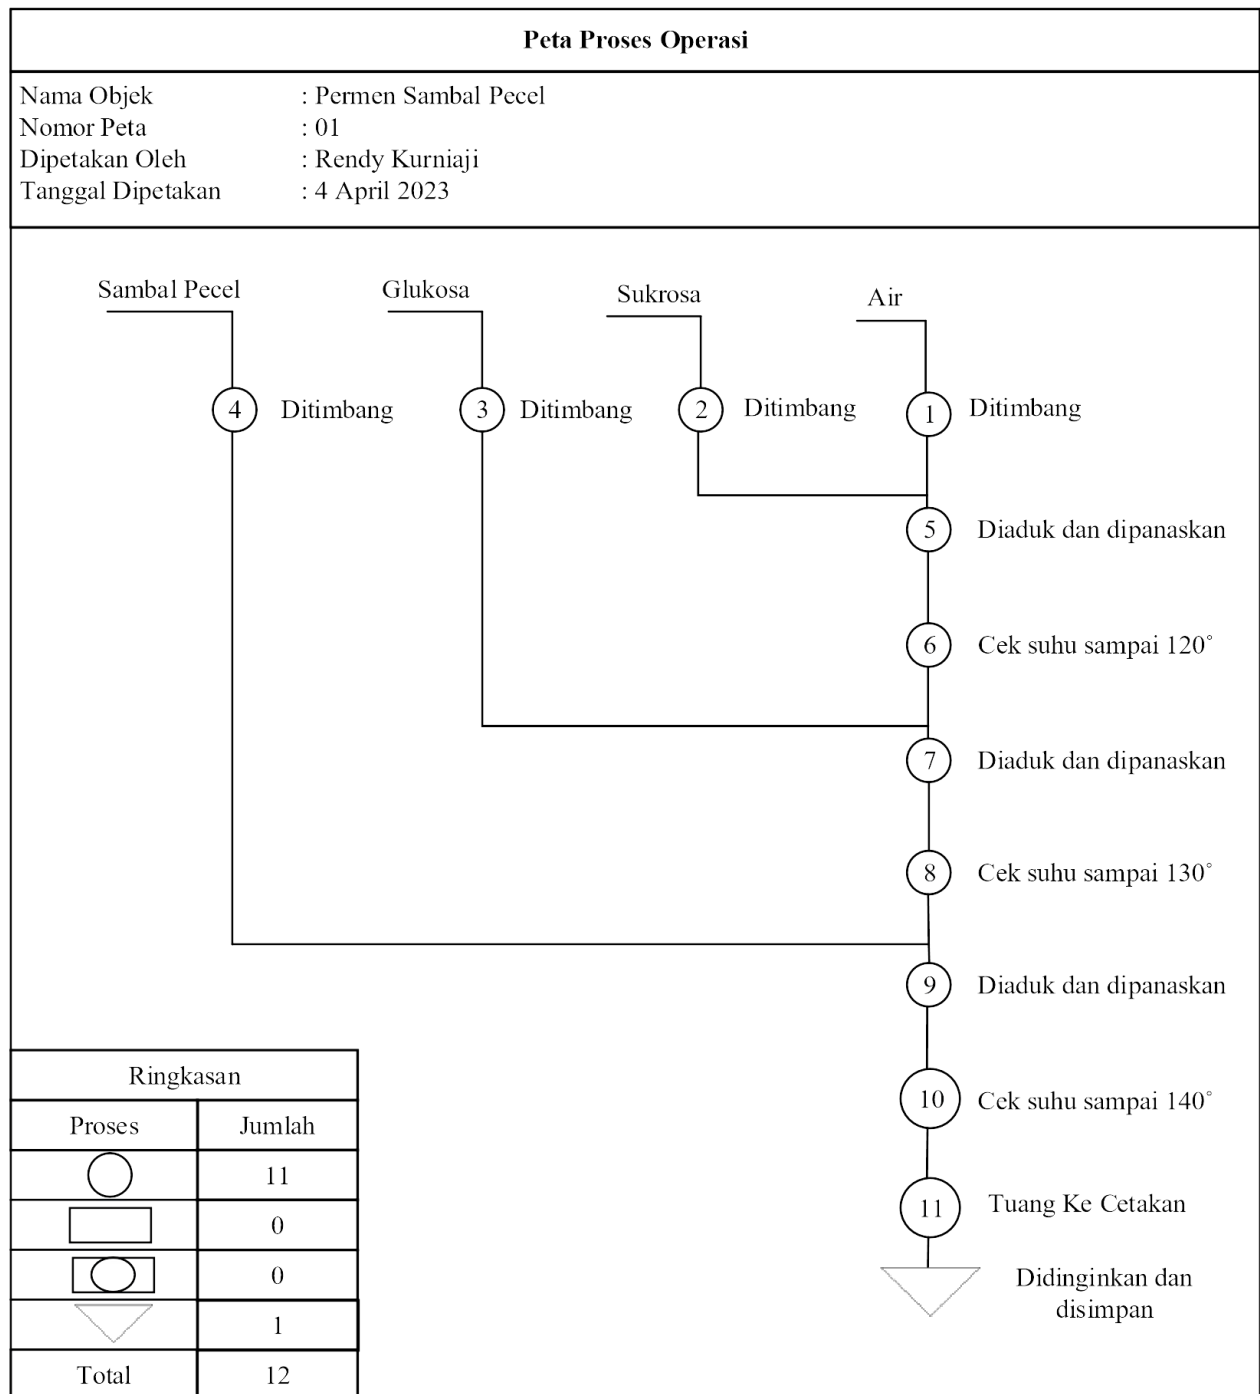 Peta Proses Operasi
Nama Objek : Permen Sambal Pecel
Nomor Peta : 01
Dipetakan Oleh : Rendy Kurniaji
Tanggal Dipetakan : 4 April 2023
Sambal Pecel Glukosa Sukrosa Air
4 Ditimbang 3 Ditimbang 2 Ditimbang 1 Ditimbang
5 Diaduk dan dipanaskan
6 Cek suhu sampai 120°
7 Diaduk dan dipanaskan
8 Cek suhu sampai 130°
9 Diaduk dan dipanaskan
10 Cek suhu sampai 140°
11 Tuang Ke Cetakan
Didinginkan dan
disimpan
Ringkasan
Proses Jumlah
11
0
0
1
Total 12